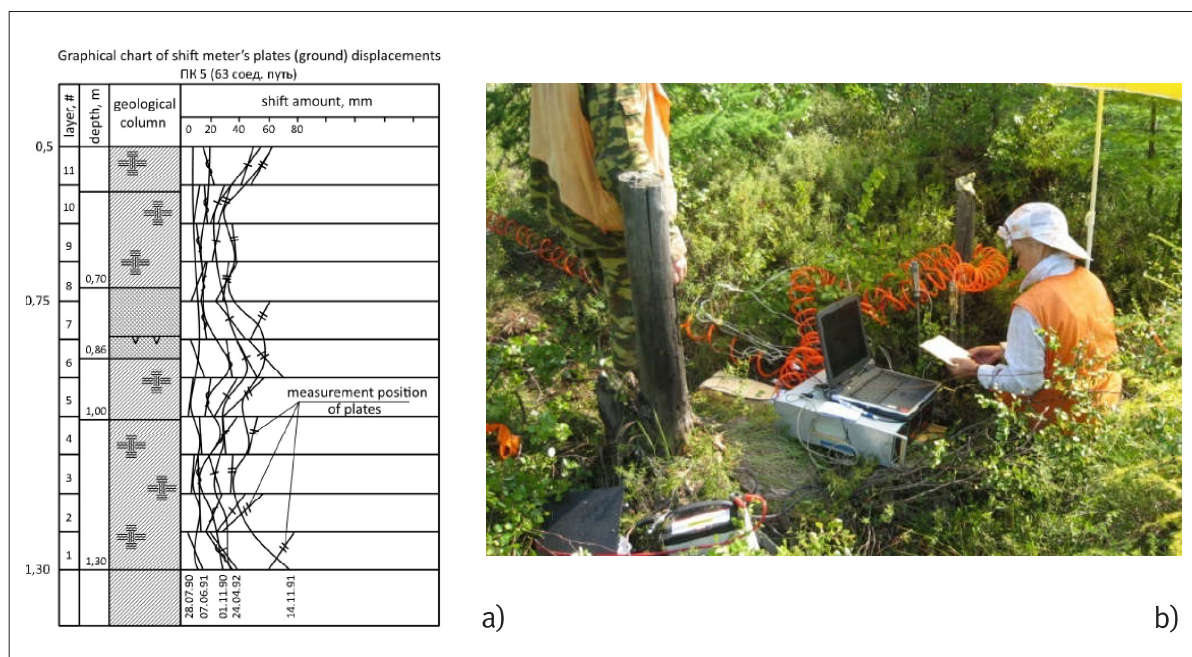 Graphical chart of shift meter's plates (ground) displacements
ПК 5 (63 соед. путь)
layer, #
depth, m
geological
column
shift amount, mm
0 20 40 60 80
0,5
11
10
9
0,70
8
0,75
7
0,86
6
5
1,00
measurement position
of plates
4
3
2
1
1,30
1,30
28.07.90
07.06.91
01.11.90
24.04.92
14.11.91
a)
b)